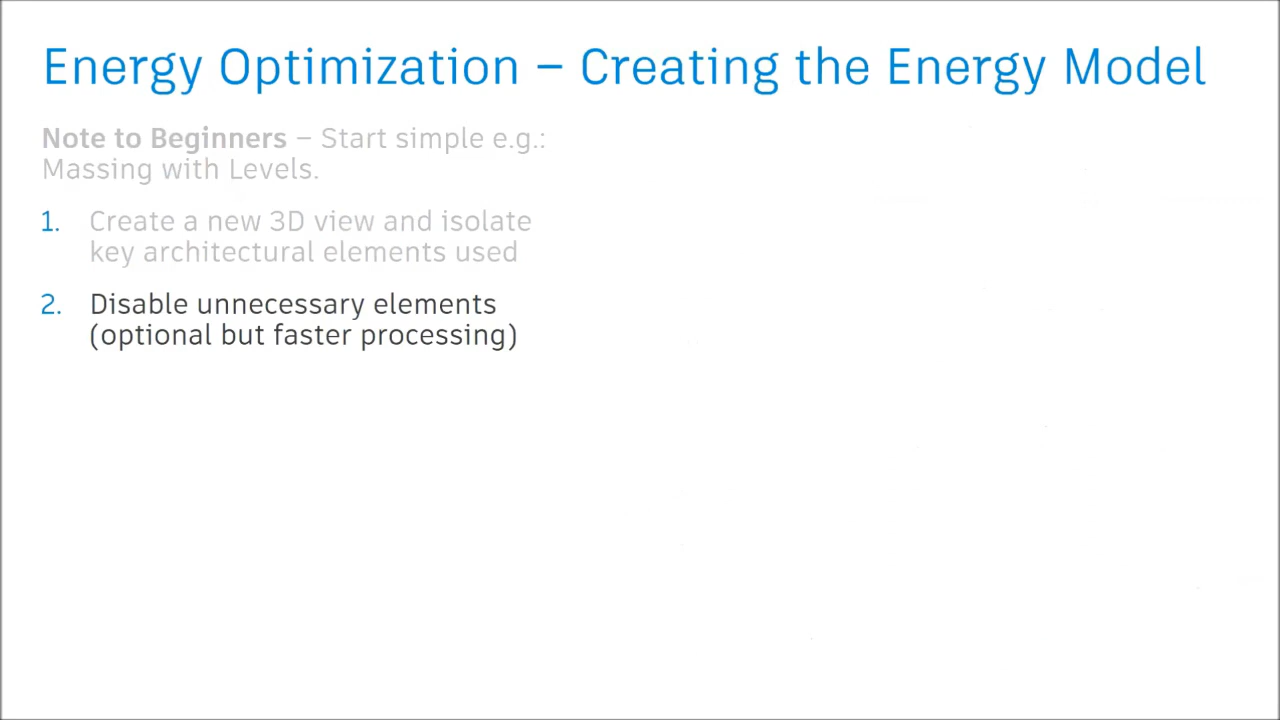 Energy Optimization – Creating the Energy Model
Note to Beginners – Start simple e.g.:
Massing with Levels.
1. Create a new 3D view and isolate
key architectural elements used
2. Disable unnecessary elements
(optional but faster processing)